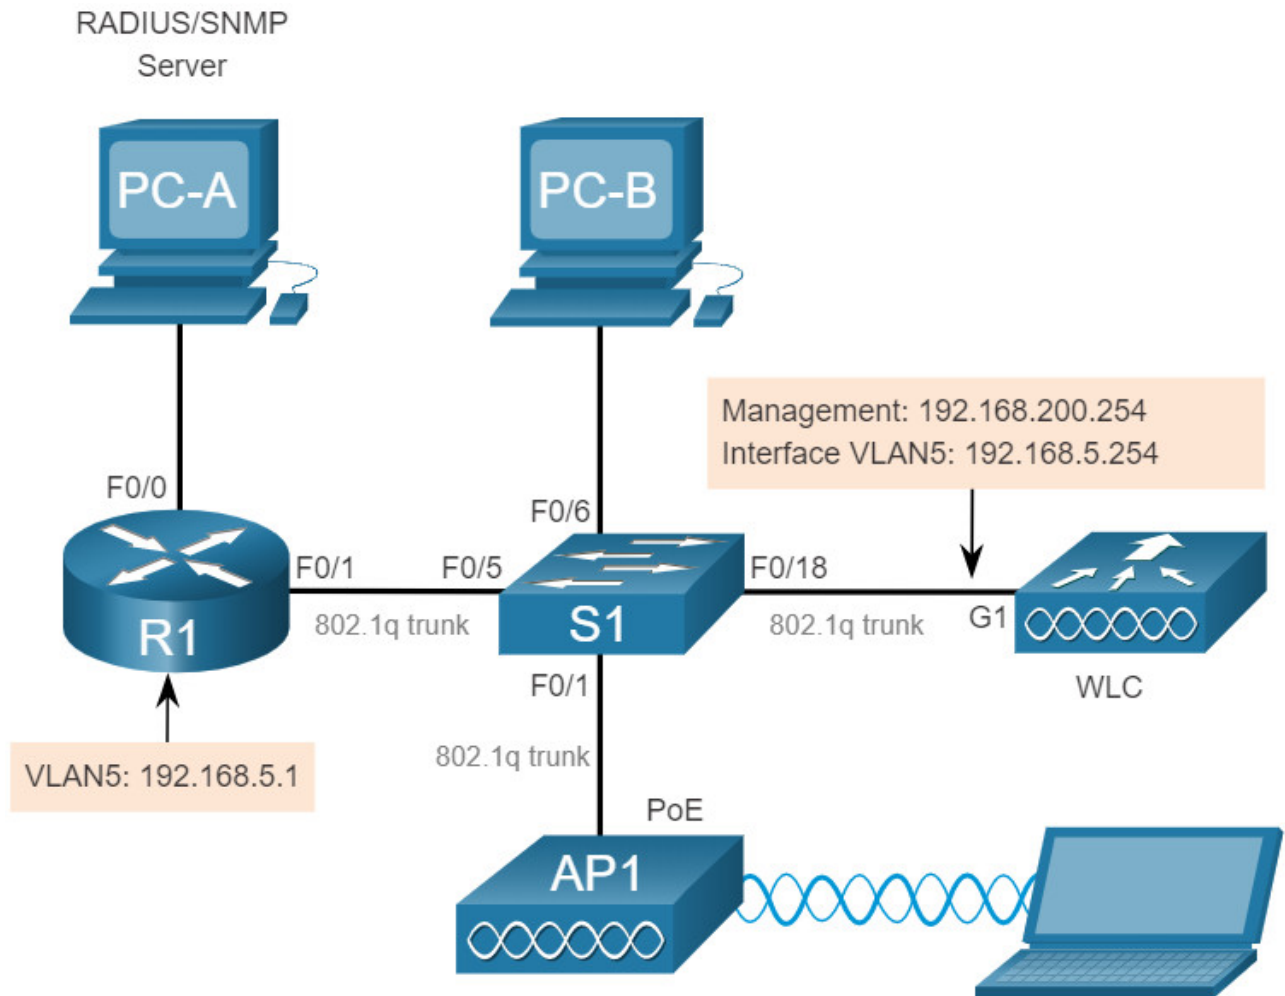 RADIUS/SNMP
Server
PC-A
PC-B
Management: 192.168.200.254
Interface VLAN5: 192.168.5.254
F0/0
F0/6
F0/1
F0/5
F0/18
802.1q trunk
802.1q trunk
G1
R1
S1
WLC
F0/1
802.1q trunk
VLAN5: 192.168.5.1
PoE
AP1